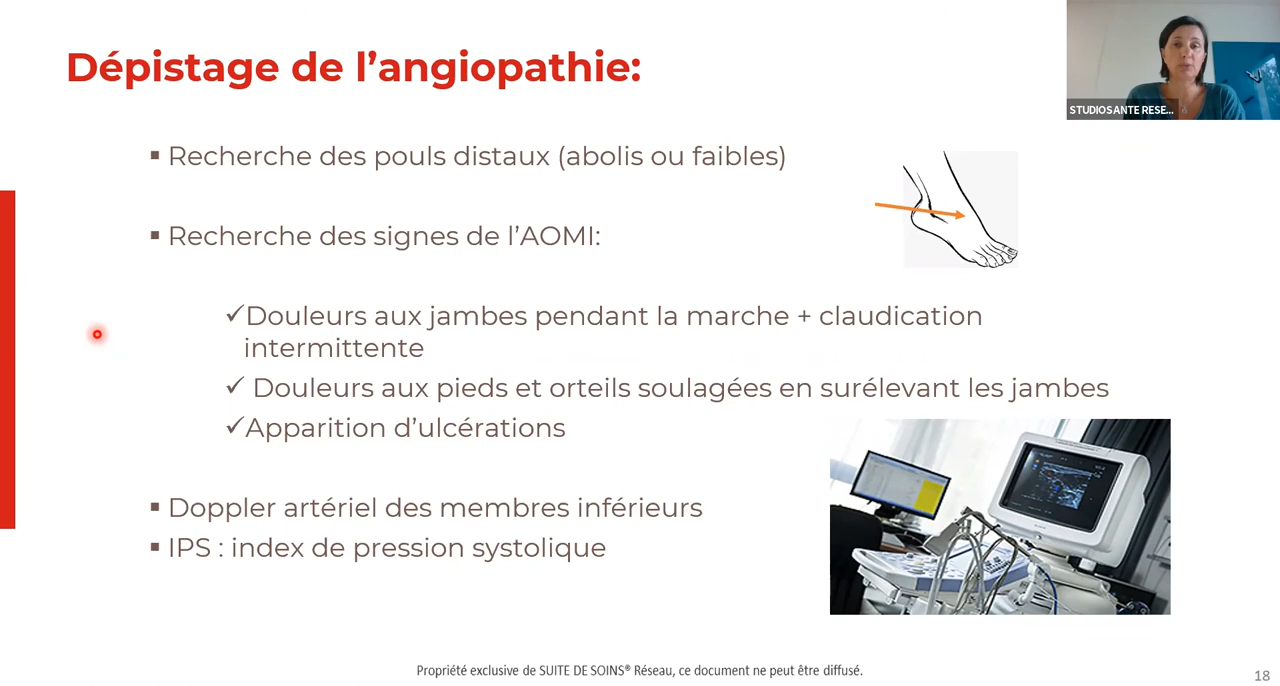 Dépistage de l’angiopathie:
STUDIOSANTE RESE...
▪ Recherche des pouls distaux (abolis ou faibles)
▪ Recherche des signes de l’AOMI:
✓Douleurs aux jambes pendant la marche + claudication
intermittente
✓ Douleurs aux pieds et orteils soulagées en surélevant les jambes
✓Apparition d’ulcérations
▪ Doppler artériel des membres inférieurs
▪ IPS : index de pression systolique
Propriété exclusive de SUITE DE SOINS® Réseau, ce document ne peut être diffusé.
18